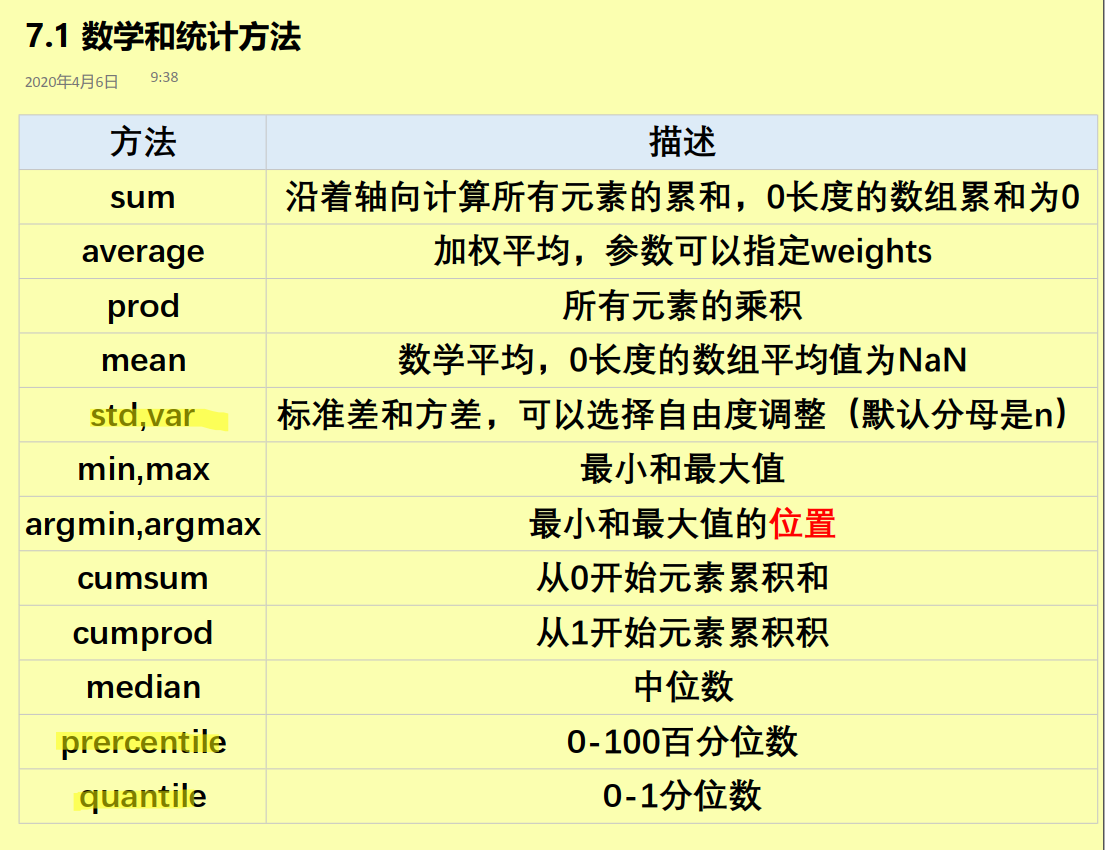 7.1 数学和统计方法
2020年4月6日 9:38
方法 描述
sum 沿着轴向计算所有元素的累和，0长度的数组累和为0
average 加权平均，参数可以指定weights
prod 所有元素的乘积
mean 数学平均，0长度的数组平均值为NaN
std,var 标准差和方差，可以选择自由度调整（默认分母是n）
min,max 最小和最大值
argmin,argmax 最小和最大值的位置
cumsum 从0开始元素累积和
cumprod 从1开始元素累积积
median 中位数
prercentile 0-100百分位数
quantile 0-1分位数